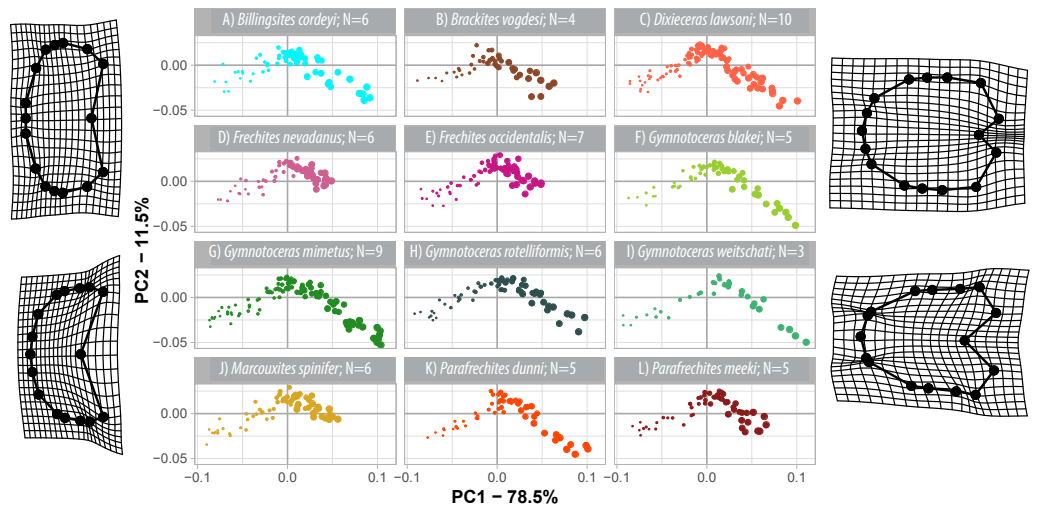 A) Billingsites cordeyi; N=6
B) Brackites vogdesi; N=4
C) Dixieceras lawsoni; N=10
0.00
−0.05
D) Frechites nevadanus; N=6
E) Frechites occidentalis; N=7
F) Gymnotoceras blakei; N=5
0.00
−0.05
G) Gymnotoceras mimetus; N=9
H) Gymnotoceras rotelliformis; N=6
I) Gymnotoceras weitschati; N=3
0.00
−0.05
J) Marcouxites spinifer; N=6
K) Parafrechites dunni; N=5
L) Parafrechites meeki; N=5
0.00
−0.05
PC2 − 11.5%
−0.1 0.0 0.1 −0.1 0.0 0.1 −0.1 0.0 0.1
PC1 − 78.5%